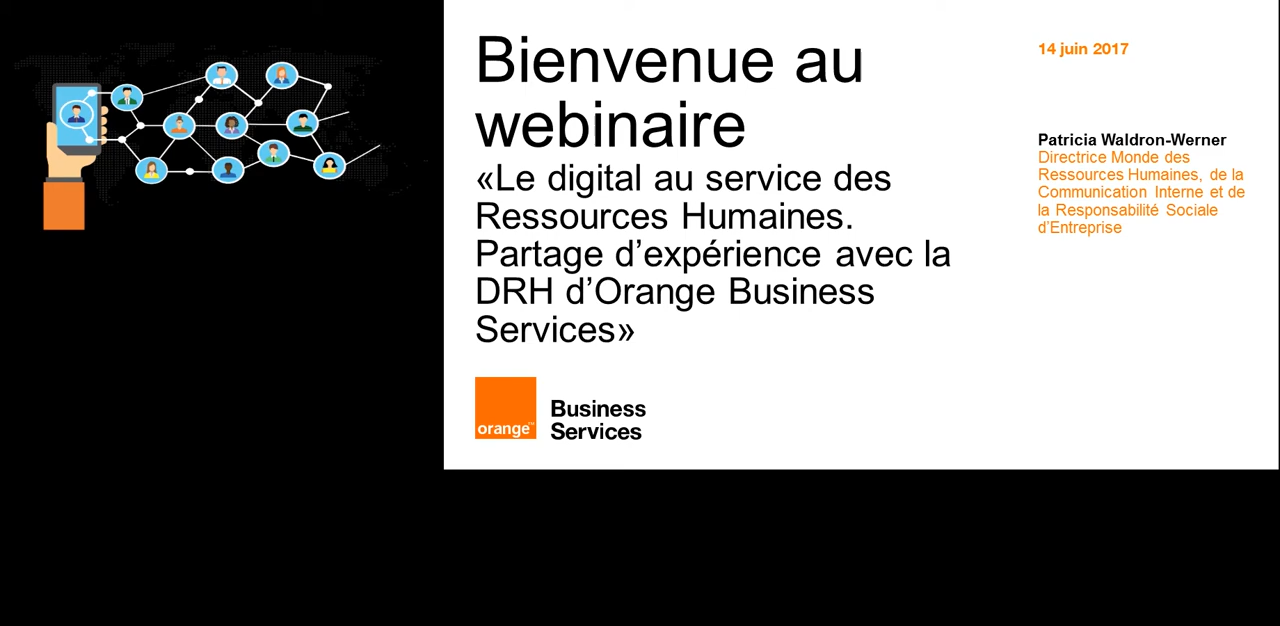 Bienvenue au
webinaire
«Le digital au service des
Ressources Humaines.
Partage d’expérience avec la
DRH d’Orange Business
Services»
orange™
Business
Services
14 juin 2017
Patricia Waldron-Werner
Directrice Monde des
Ressources Humaines, de la
Communication Interne et de
la Responsabilité Sociale
d’Entreprise